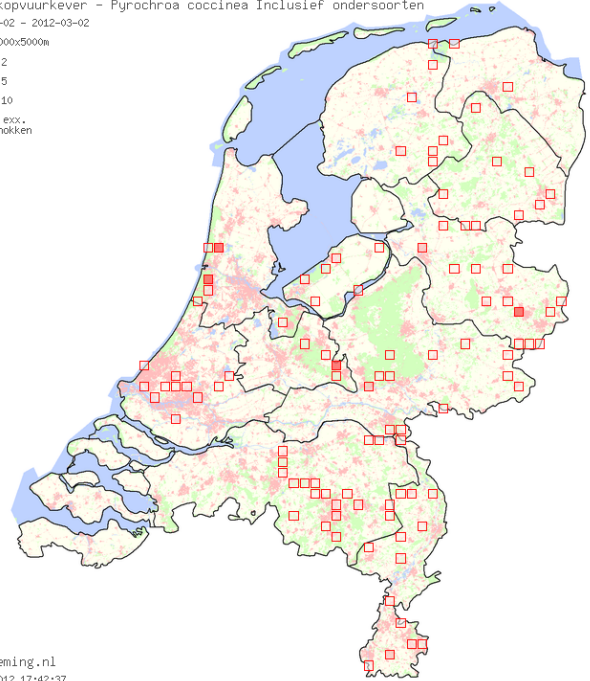 kopvuurkever - Pyrochroa coccinea Inclusief ondersoorten
-02 - 2012-03-02
000x5000m
2
5
10
exx.
hokken
eming.nl
012 17:42:37